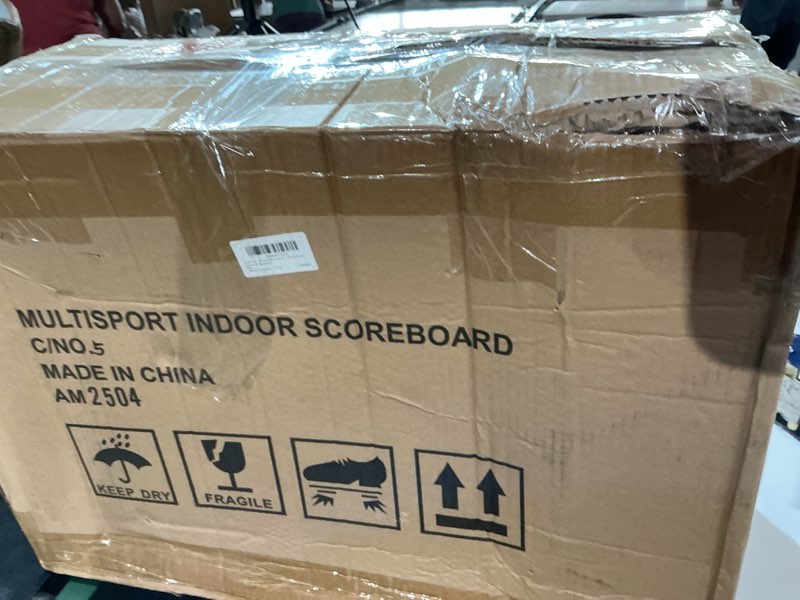 MULTISPORT INDOOR SCOREBOARD
C/NO.5
MADE IN CHINA
AM2504
KEEP DRY
FRAGILE